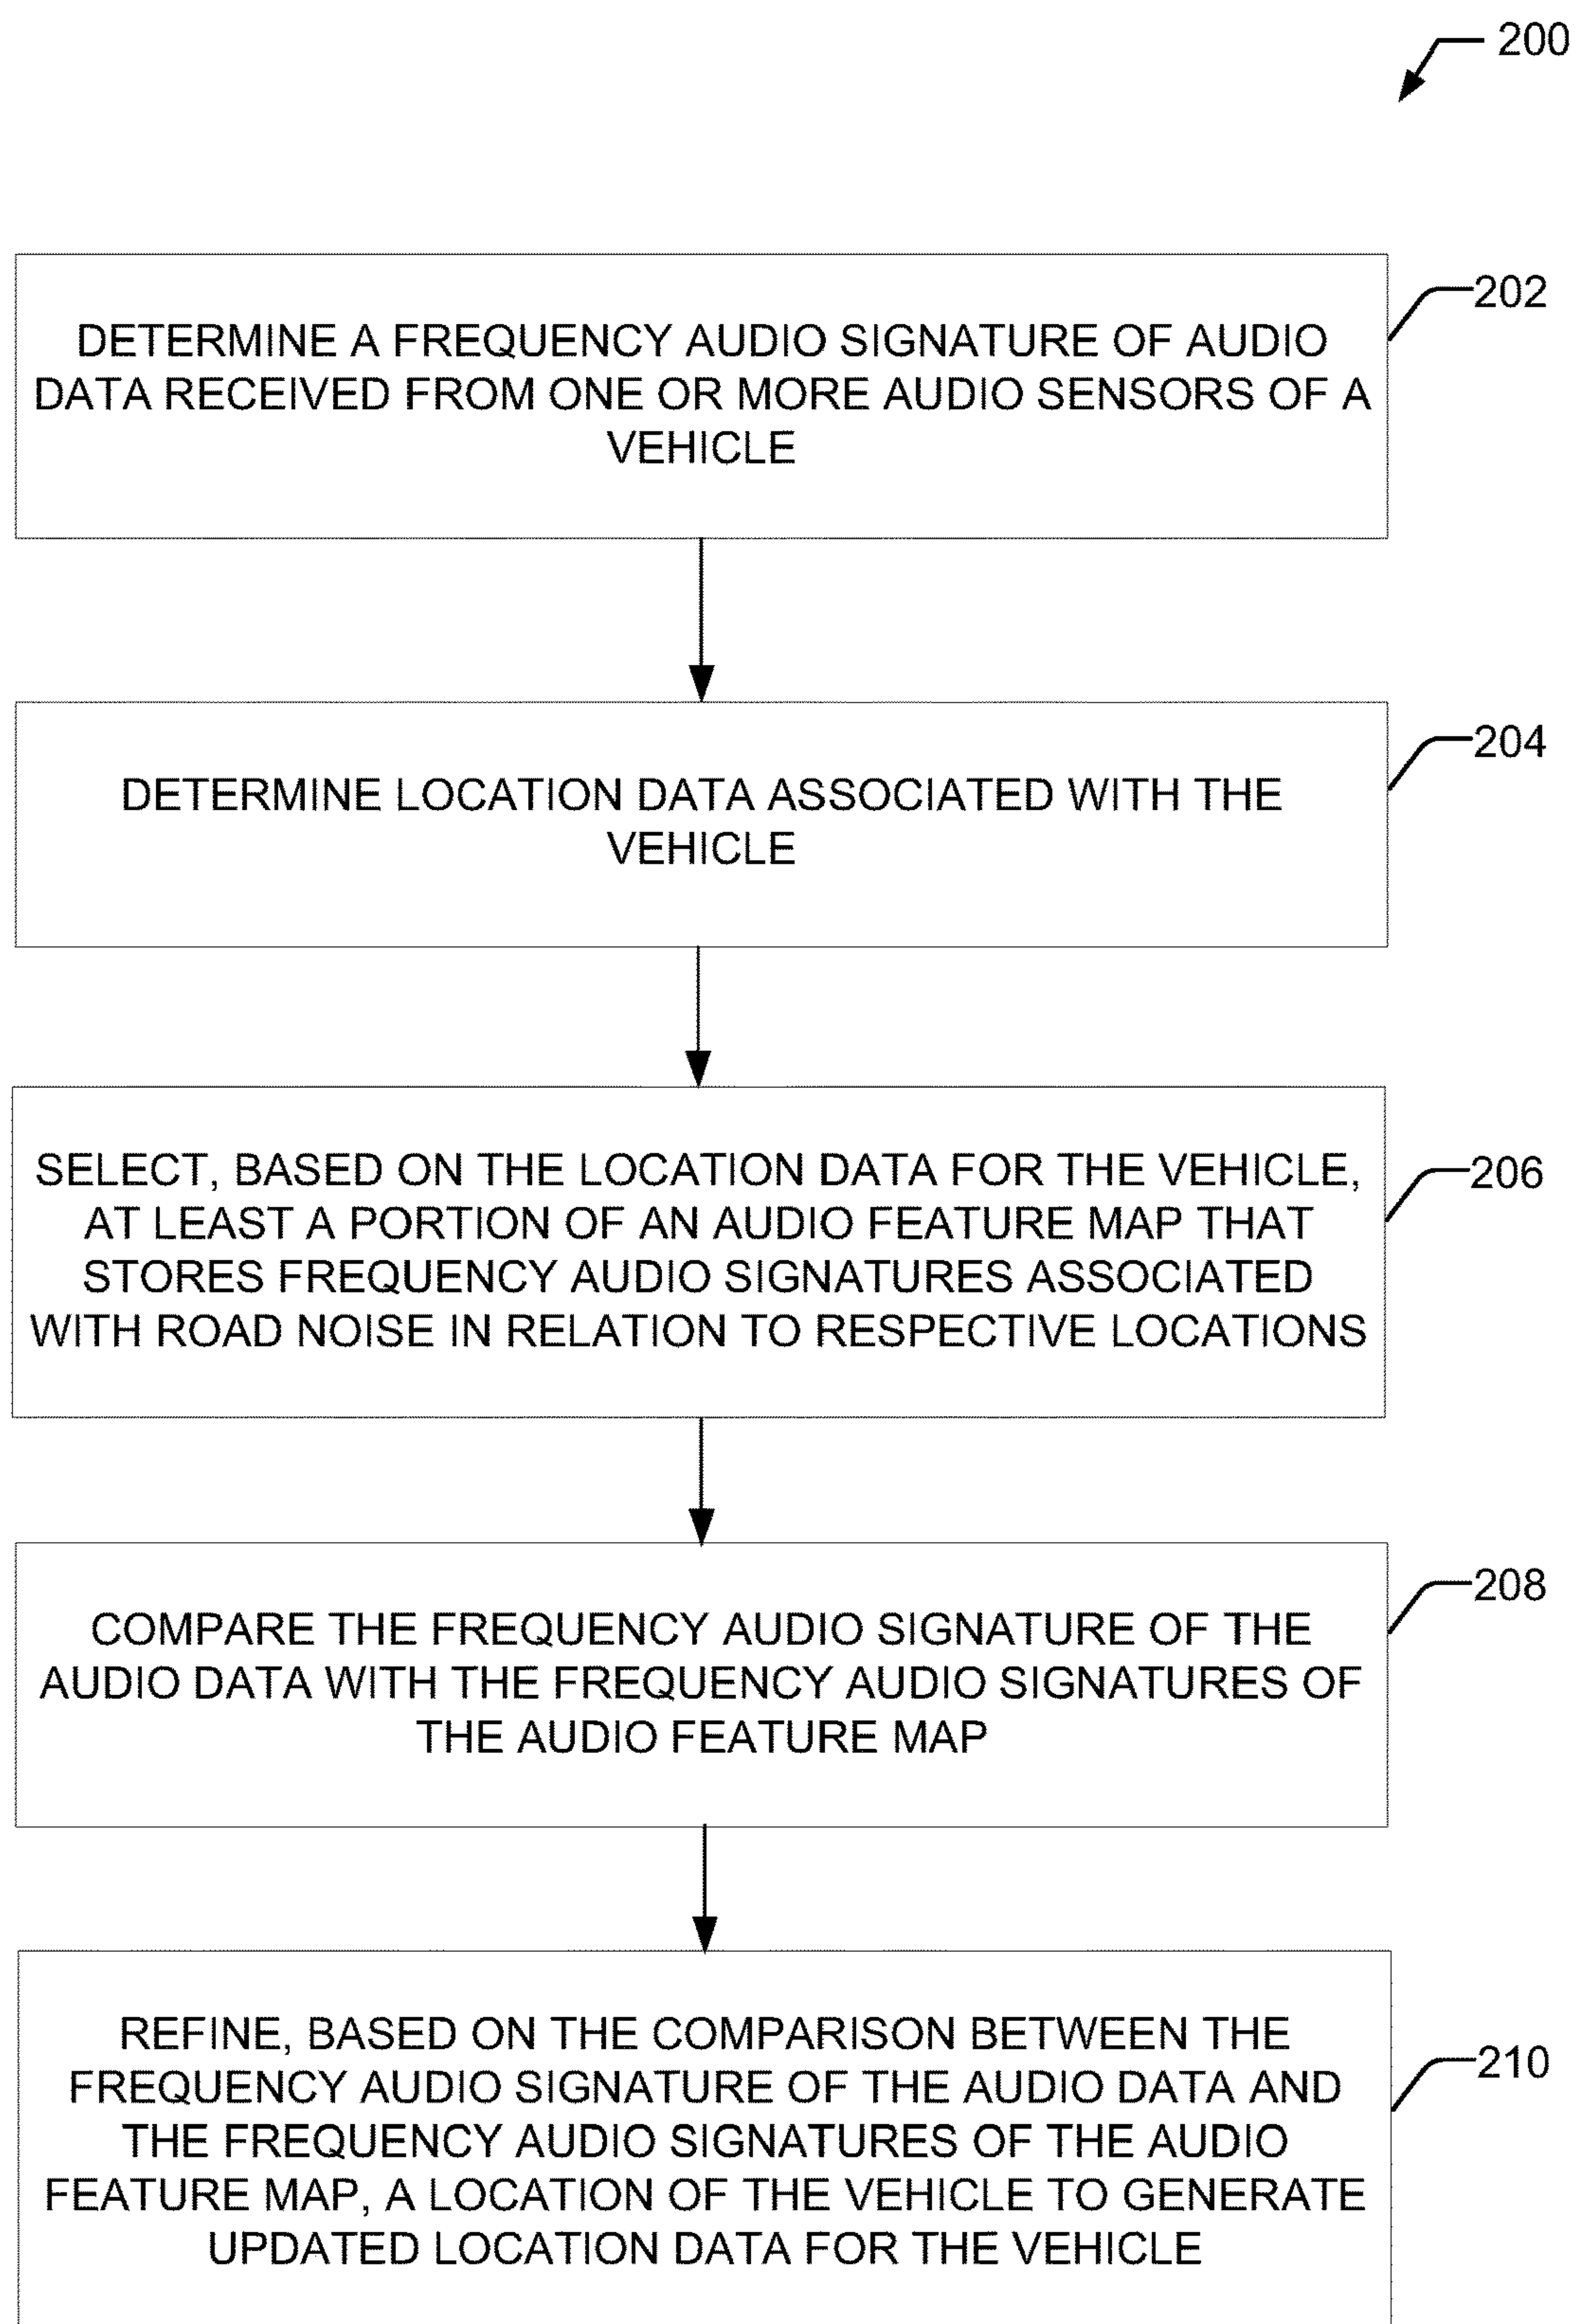 200
202
DETERMINE A FREQUENCY AUDIO SIGNATURE OF AUDIO
DATA RECEIVED FROM ONE OR MORE AUDIO SENSORS OF A
VEHICLE
204
DETERMINE LOCATION DATA ASSOCIATED WITH THE
VEHICLE
206
SELECT, BASED ON THE LOCATION DATA FOR THE VEHICLE,
AT LEAST A PORTION OF AN AUDIO FEATURE MAP THAT
STORES FREQUENCY AUDIO SIGNATURES ASSOCIATED
WITH ROAD NOISE IN RELATION TO RESPECTIVE LOCATIONS
208
COMPARE THE FREQUENCY AUDIO SIGNATURE OF THE
AUDIO DATA WITH THE FREQUENCY AUDIO SIGNATURES OF
THE AUDIO FEATURE MAP
210
REFINE, BASED ON THE COMPARISON BETWEEN THE
FREQUENCY AUDIO SIGNATURE OF THE AUDIO DATA AND
THE FREQUENCY AUDIO SIGNATURES OF THE AUDIO
FEATURE MAP, A LOCATION OF THE VEHICLE TO GENERATE
UPDATED LOCATION DATA FOR THE VEHICLE